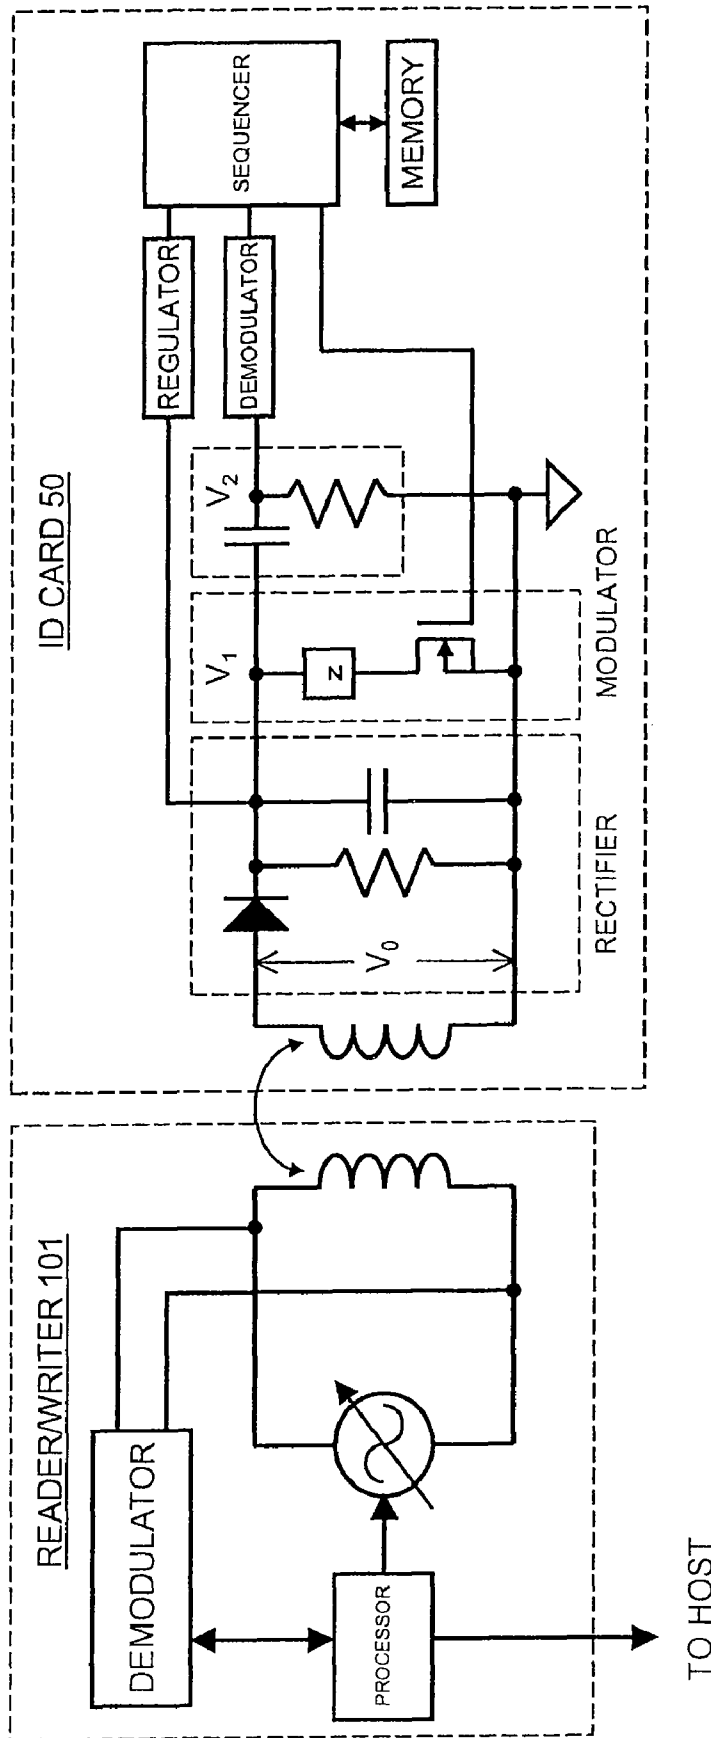 READER/WRITER 101
DEMODULATOR
PROCESSOR
TO HOST
ID CARD 50
V0
RECTIFIER
V1
Z
MODULATOR
V2
REGULATOR
DEMODULATOR
SEQUENCER
MEMORY